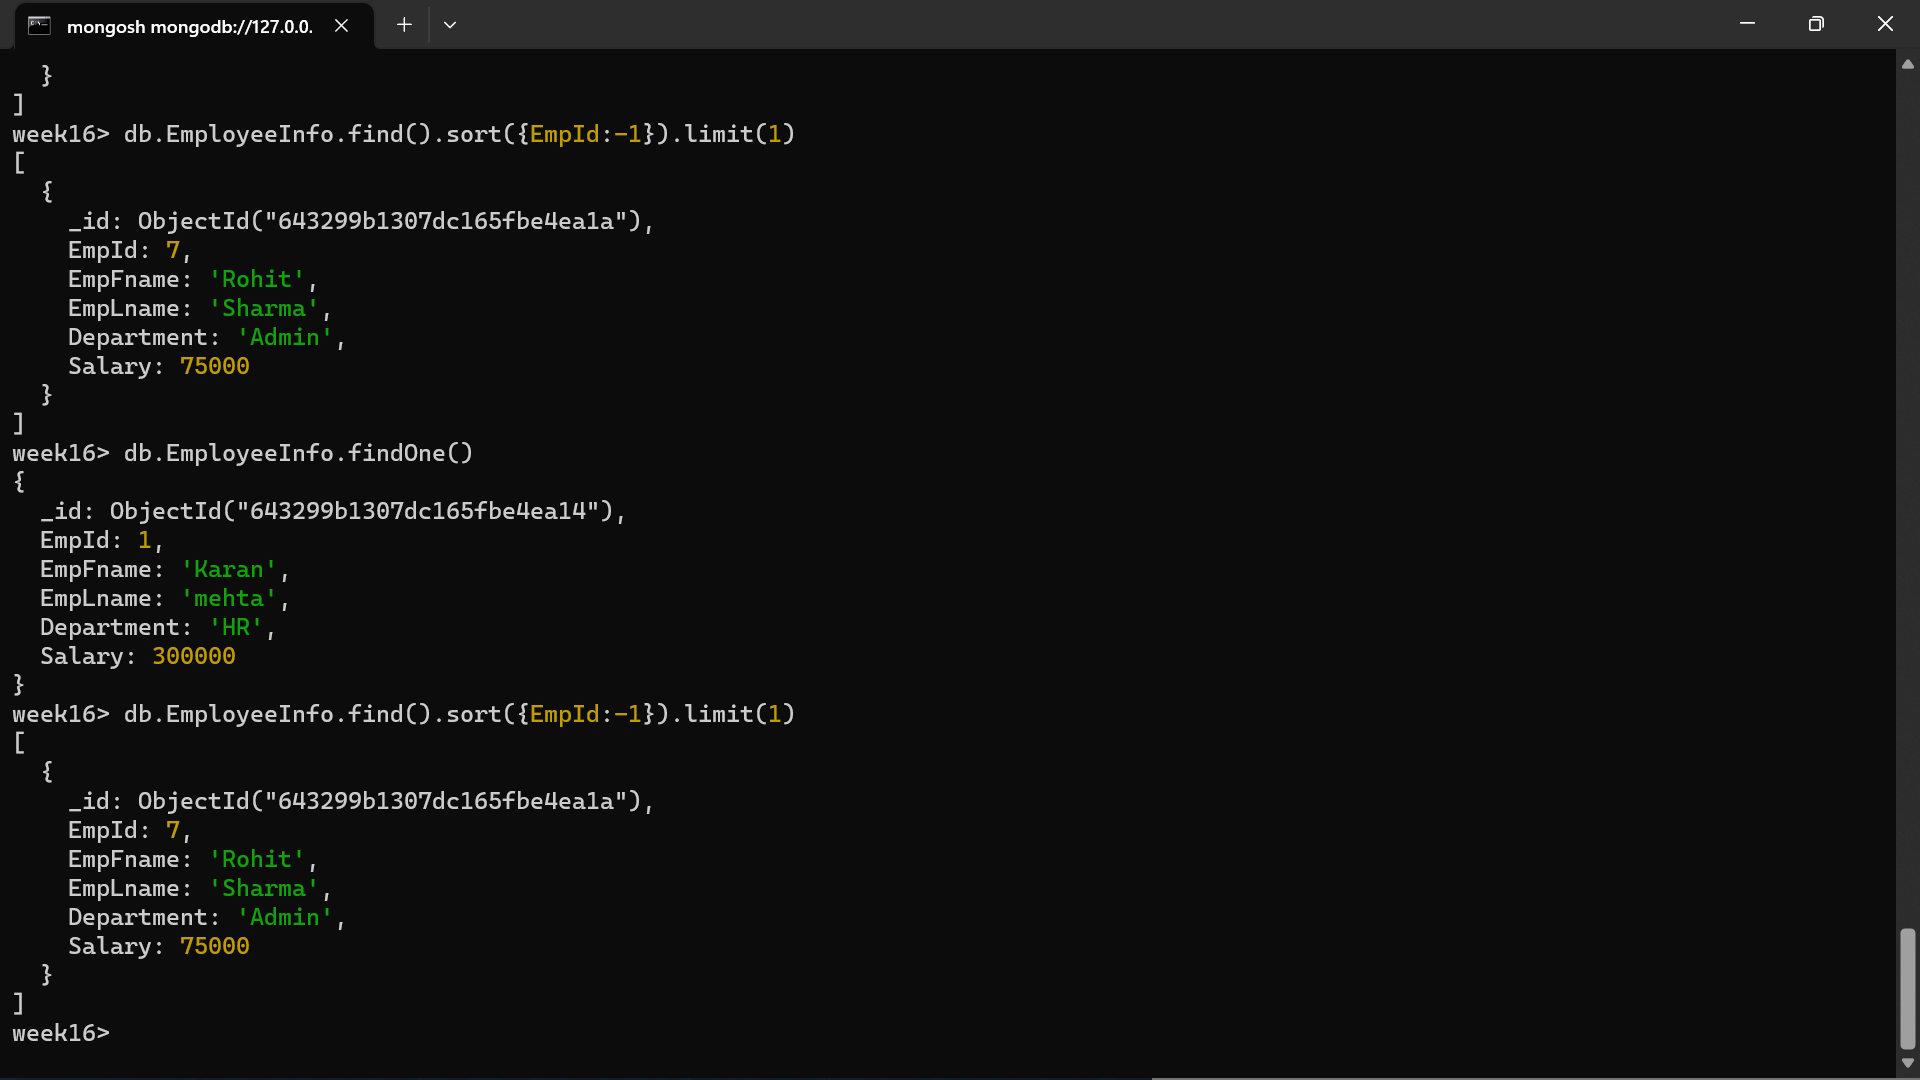 mongosh mongodb://127.0.0.
  }
]
week16> db.EmployeeInfo.find().sort({EmpId:-1}).limit(1)
[
  {
    _id: ObjectId("643299b1307dc165fbe4ea1a"),
    EmpId: 7,
    EmpFname: 'Rohit',
    EmpLname: 'Sharma',
    Department: 'Admin',
    Salary: 75000
  }
]
week16> db.EmployeeInfo.findOne()
{
  _id: ObjectId("643299b1307dc165fbe4ea14"),
  EmpId: 1,
  EmpFname: 'Karan',
  EmpLname: 'mehta',
  Department: 'HR',
  Salary: 300000
}
week16> db.EmployeeInfo.find().sort({EmpId:-1}).limit(1)
[
  {
    _id: ObjectId("643299b1307dc165fbe4ea1a"),
    EmpId: 7,
    EmpFname: 'Rohit',
    EmpLname: 'Sharma',
    Department: 'Admin',
    Salary: 75000
  }
]
week16>